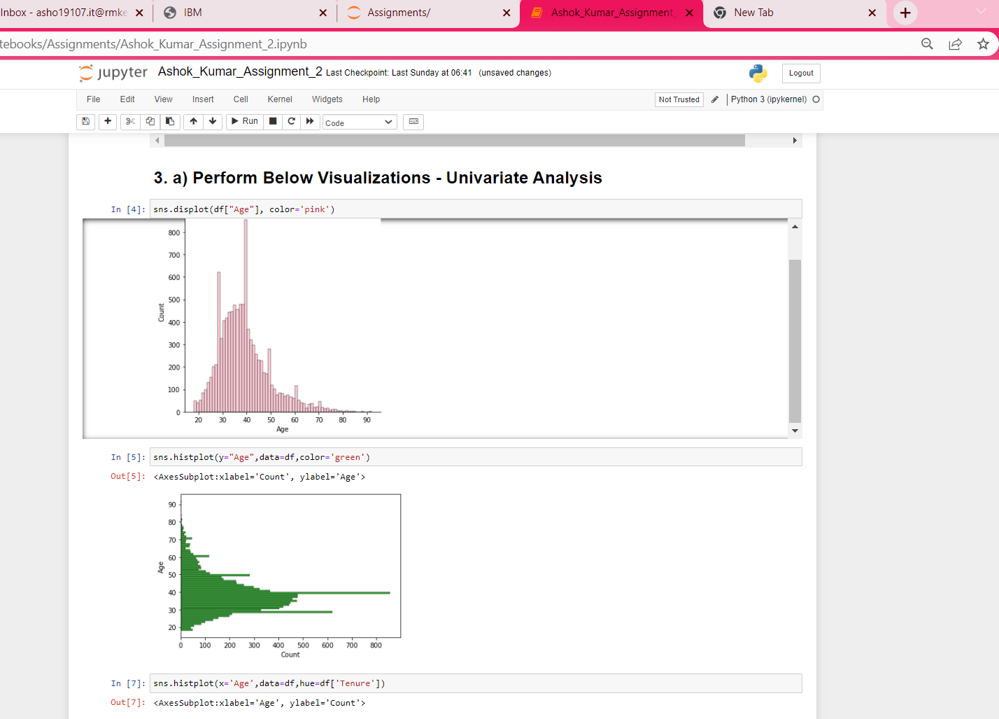 Inbox - asho19107.it@rmke
IBM
Assignments/
Ashok_Kumar_Assignment_
New Tab
tebooks/Assignments/Ashok_Kumar_Assignment_2.ipynb
jupyter Ashok_Kumar_Assignment_2 Last Checkpoint: Last Sunday at 06:41 (unsaved changes)
Logout
File Edit View Insert Cell Kernel Widgets Help
Not Trusted
Python 3 (ipykernel)
Run
Code
3. a) Perform Below Visualizations - Univariate Analysis
In [4]: sns.displot(df["Age"], color='pink')
800
700
600
500
400
300
200
100
0
Count
20 30 40 50 60 70 80 90
Age
In [5]: sns.histplot(y="Age",data=df,color='green')
Out[5]: <AxesSubplot:xlabel='Count', ylabel='Age'>
90
80
70
60
50
40
30
20
Age
0 100 200 300 400 500 600 700 800
Count
In [7]: sns.histplot(x='Age',data=df,hue=df['Tenure'])
Out[7]: <AxesSubplot:xlabel='Age', ylabel='Count'>